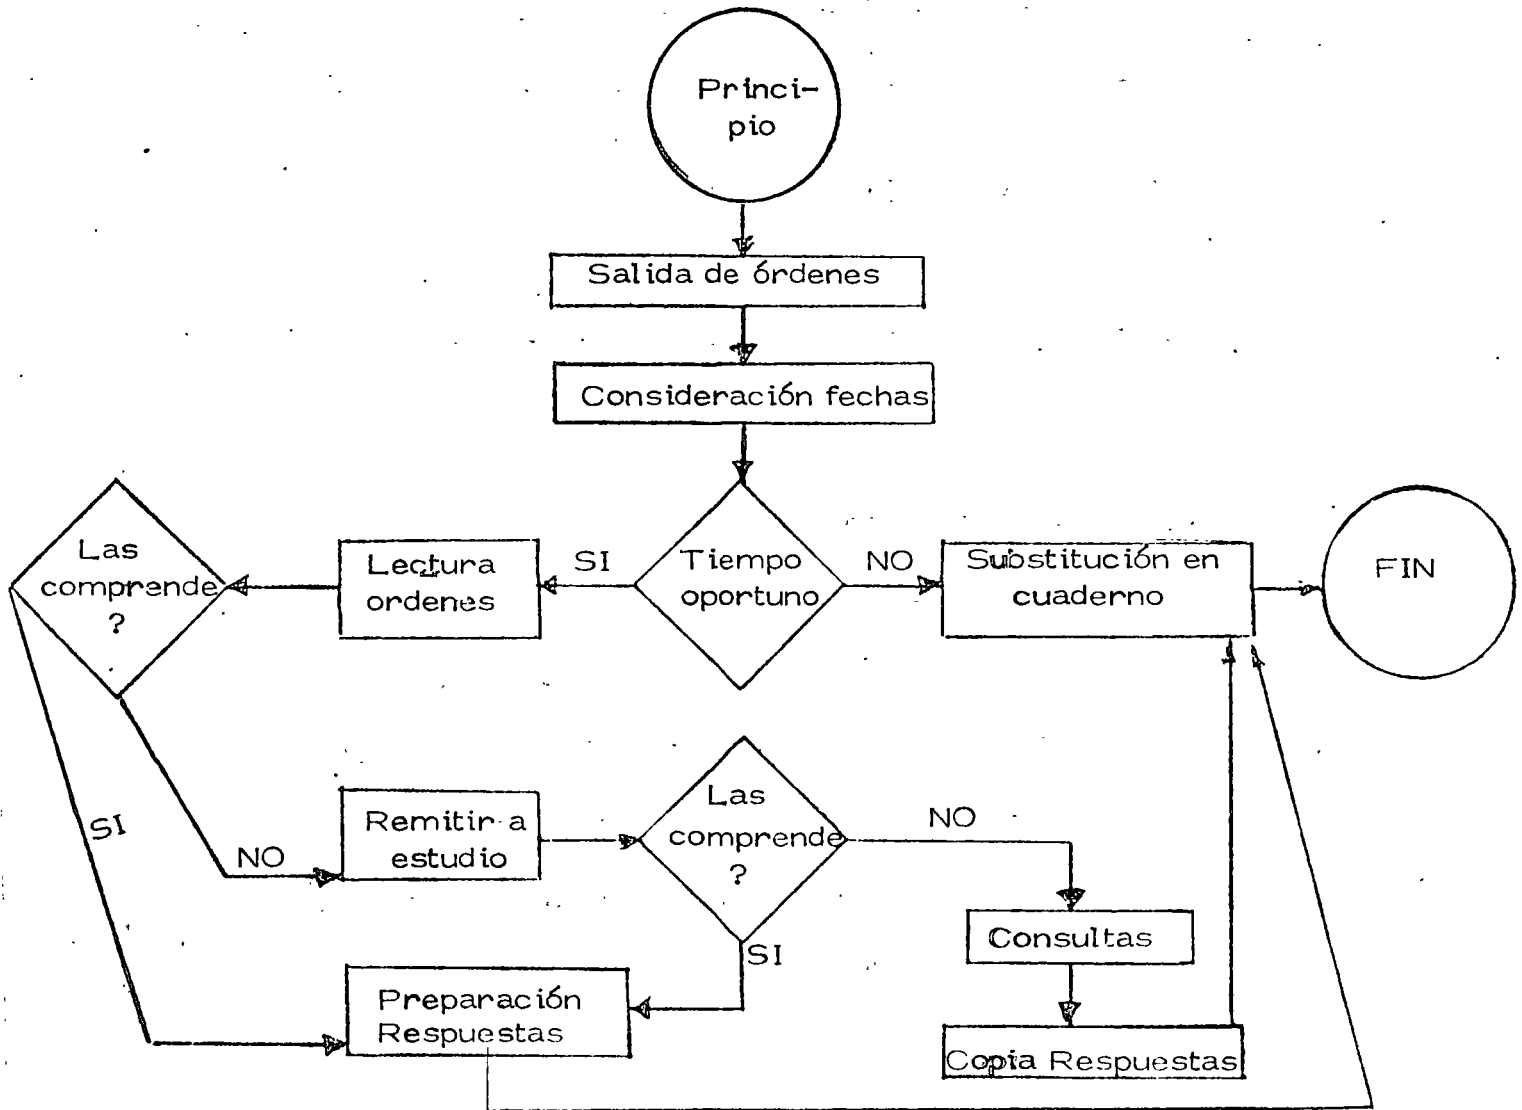 Princi-
pio
Salida de órdenes
Consideración fechas
Las
comprende
?
Lectura
ordenes
SI
Tiempo
oportuno
NO
Substitución en
cuaderno
FIN
SI
NO
Remitir a
estudio
Las
comprende
?
NO
SI
Consultas
Preparación
Respuestas
Copia Respuestas